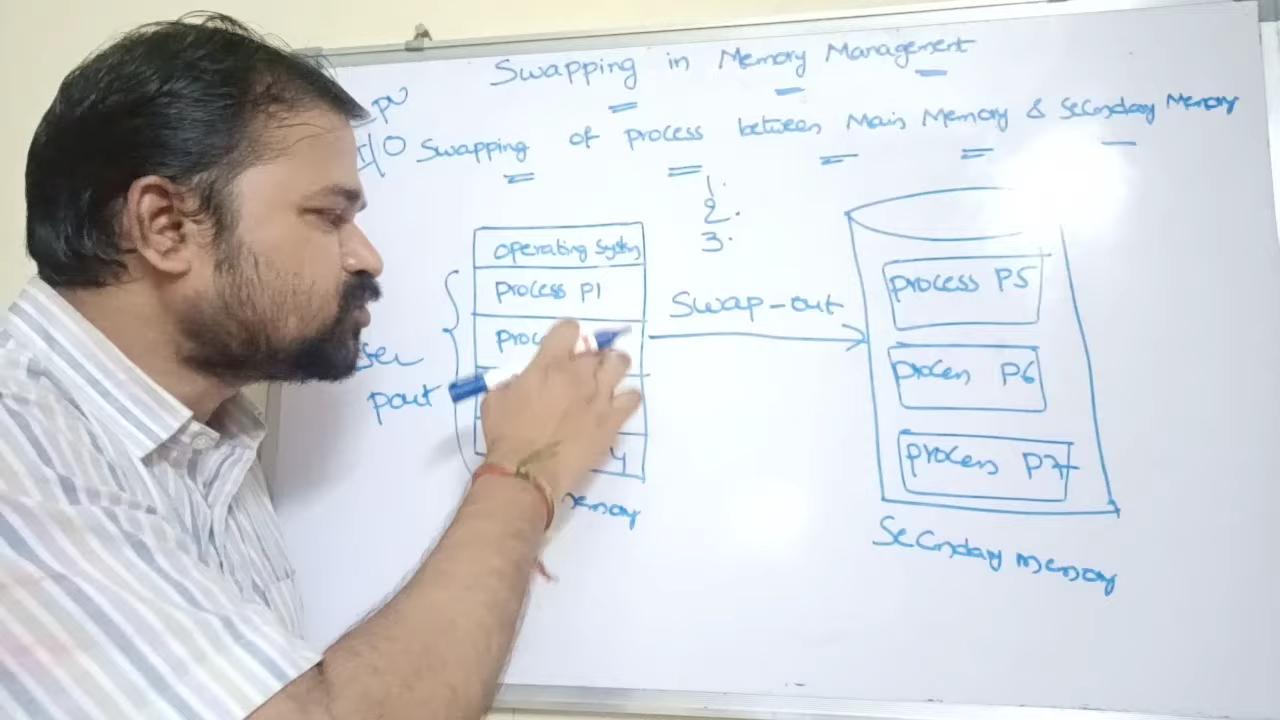 Swapping in Memory Management
I/O Swapping of process between Main Memory & Secondary Memory
1.
2.
3.
operating System
process P1
Swap-out
part
process P5
process P6
process P7
Secondary memory